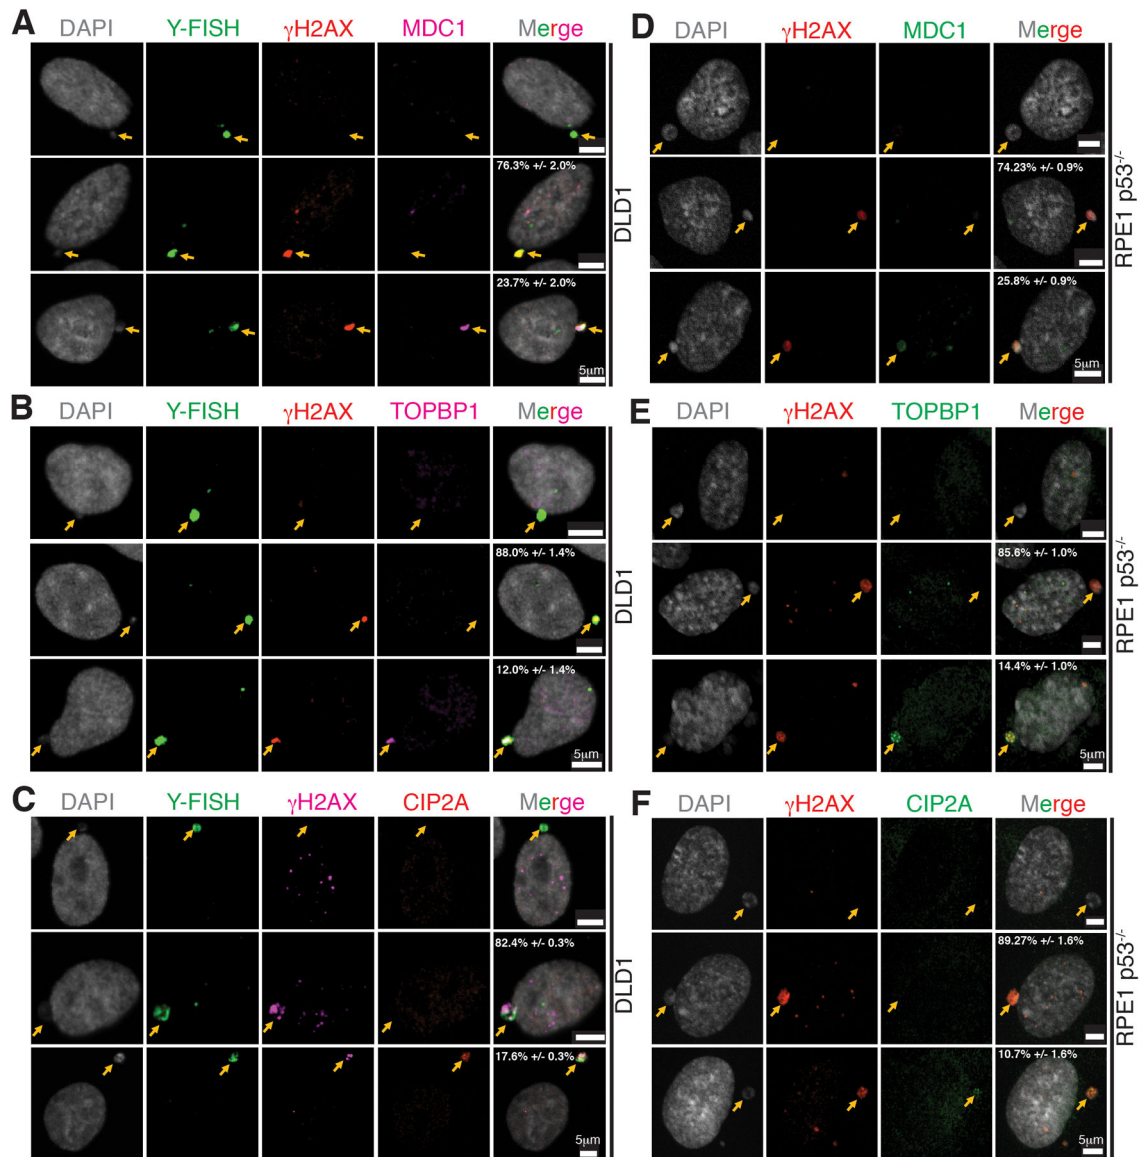 A
DAPI Y-FISH γH2AX MDC1 Merge
76.3% +/- 2.0%
23.7% +/- 2.0%
5μm
DLD1
B
DAPI Y-FISH γH2AX TOPBP1 Merge
88.0% +/- 1.4%
12.0% +/- 1.4%
5μm
DLD1
C
DAPI Y-FISH γH2AX CIP2A Merge
82.4% +/- 0.3%
17.6% +/- 0.3%
5μm
DLD1
D
DAPI γH2AX MDC1 Merge
74.23% +/- 0.9%
25.8% +/- 0.9%
5μm
RPE1 p53-/-
E
DAPI γH2AX TOPBP1 Merge
85.6% +/- 1.0%
14.4% +/- 1.0%
5μm
RPE1 p53-/-
F
DAPI γH2AX CIP2A Merge
89.27% +/- 1.6%
10.7% +/- 1.6%
5μm
RPE1 p53-/-